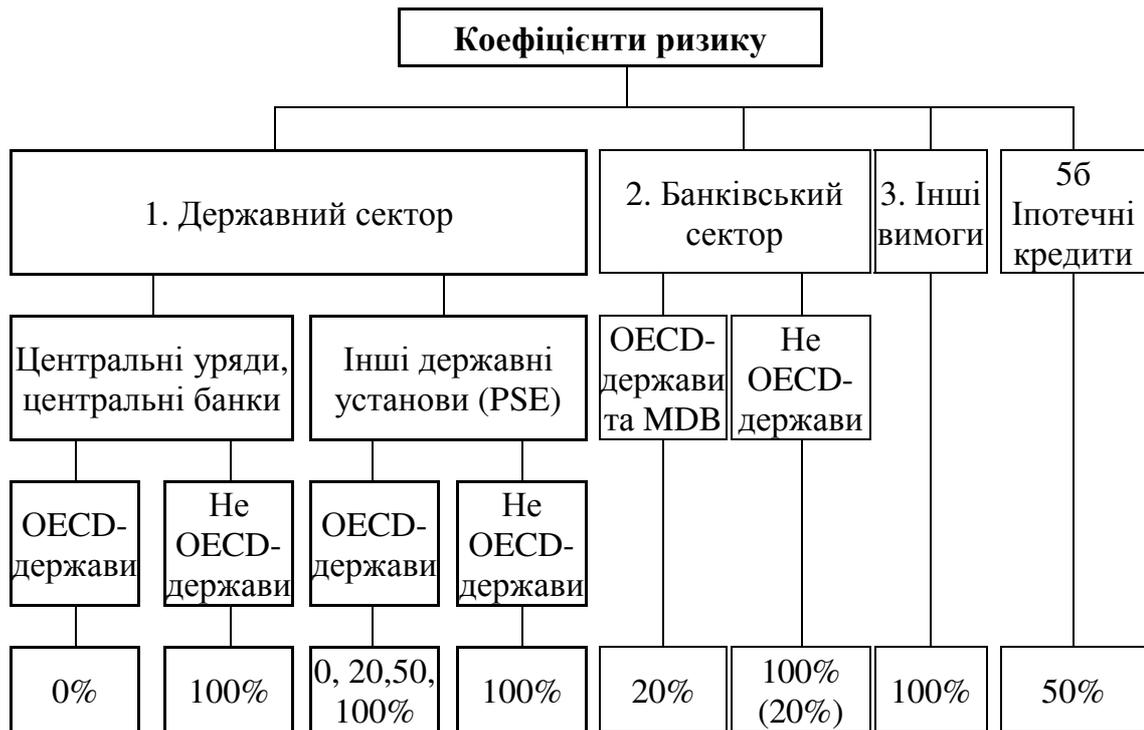 Коефіцієнти ризику
1. Державний сектор
2. Банківський
сектор
3. Інші
вимоги
5б
Іпотечні
кредити
Центральні уряди,
центральні банки
Інші державні
установи (PSE)
OECD-
держави
та MDB
Не
OECD-
держави
OECD-
держави
Не
OECD-
держави
OECD-
держави
Не
OECD-
держави
0%
100%
0, 20,50,
100%
100%
20%
100%
(20%)
100%
50%